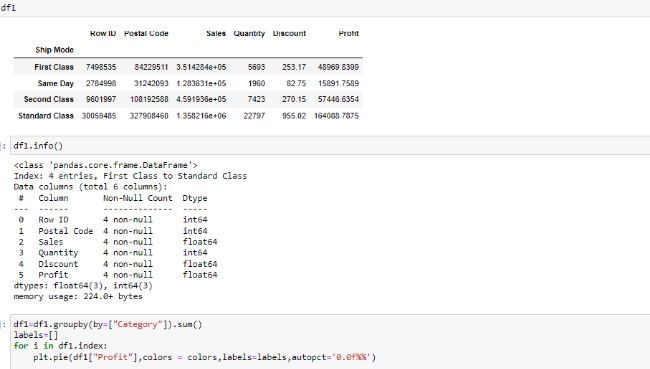 df1
Row ID Postal Code Sales Quantity Discount Profit
Ship Mode
First Class 7498535 84229511 3.514284e+05 5693 253.17 48969.8399
Same Day 2784998 31242093 1.283631e+05 1960 82.75 15891.7589
Second Class 9601997 108192588 4.591936e+05 7423 270.15 57446.6354
Standard Class 30059485 327908460 1.358216e+06 22797 955.02 164088.7875
]: df1.info()
<class 'pandas.core.frame.DataFrame'>
Index: 4 entries, First Class to Standard Class
Data columns (total 6 columns):
# Column Non-Null Count Dtype
--- ------ -------------- -----
0 Row ID 4 non-null int64
1 Postal Code 4 non-null int64
2 Sales 4 non-null float64
3 Quantity 4 non-null int64
4 Discount 4 non-null float64
5 Profit 4 non-null float64
dtypes: float64(3), int64(3)
memory usage: 224.0+ bytes
]: df1=df1.groupby(by=["Category"]).sum()
labels=[]
for i in df1.index:
plt.pie(df1["Profit"],colors = colors,labels=labels,autopct='0.0f%%')